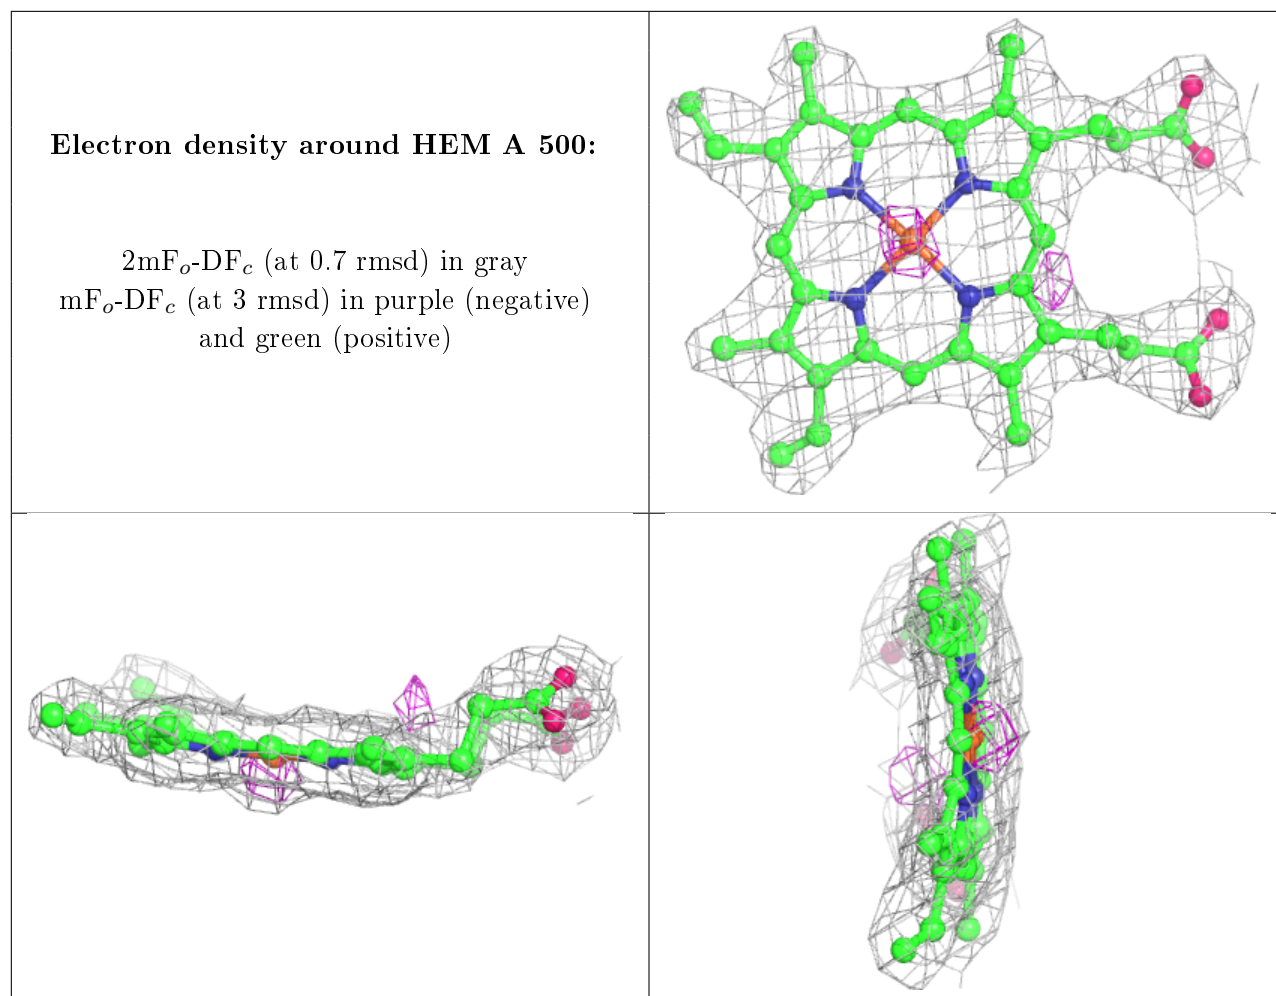 Electron density around HEM A 500:
2mFₒ-DF𝒸 (at 0.7 rmsd) in gray
mFₒ-DF𝒸 (at 3 rmsd) in purple (negative)
and green (positive)